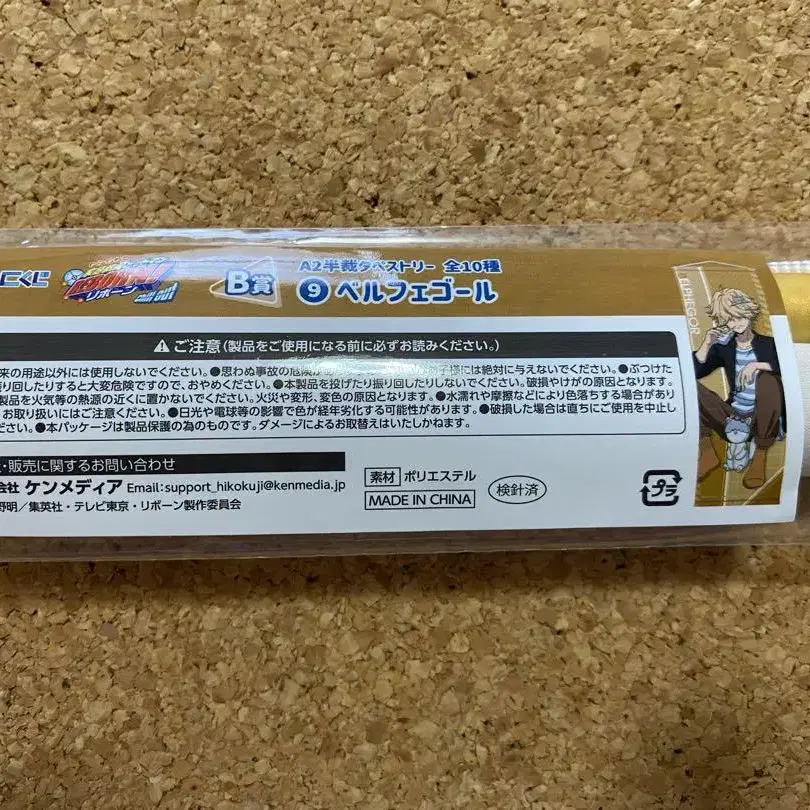 にくじ
REBORN!
リボーン
chill out
B賞
A2半裁タペストリー 全10種
⑨ ベルフェゴール
ELPHEGOR
⚠ご注意(製品をご使用になる前に必ずお読みください。)
来の用途以外には使用しないでください。●思わぬ事故の危険が 子様には絶対に与えないでください。●ぶつけた
り回したりすると大変危険ですので、おやめください。●本製品を投げたり振り回したりしないでください。破損やけがの原因となります。
製品を火気等の熱源の近くに置かないでください。火災や変形、変色の原因となります。●水濡れや摩擦などにより色落ちする場合があり
お取り扱いにはご注意ください。●日光や電球等の影響で色が経年劣化する可能性があります。●破損した場合は直ちにご使用を中止し
い。●本パッケージは製品保護の為のものです。ダメージによるお取替えはいたしかねます。
・販売に関するお問い合わせ
会社 ケンメディア Email:support_hikokuji@kenmedia.jp
野明/集英社・テレビ東京・リボーン製作委員会
素材 ポリエステル
MADE IN CHINA
検針済
プラ